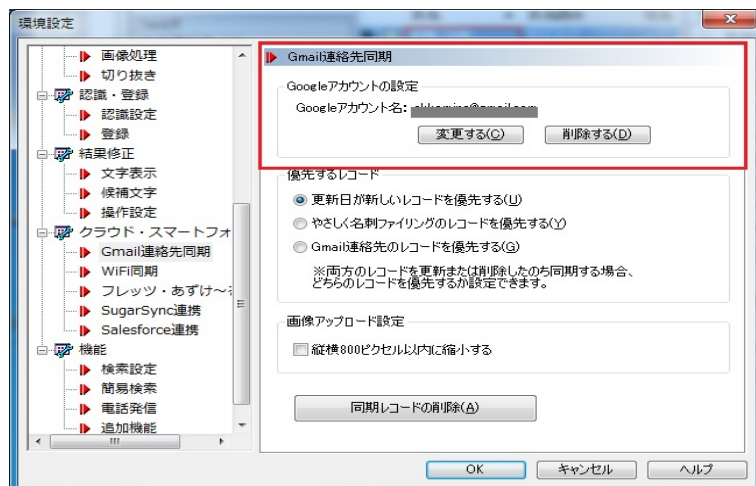 環境設定
画像処理
切り抜き
認識・登録
認識設定
登録
結果修正
文字表示
候補文字
操作設定
クラウド・スマートフォ
Gmail連絡先同期
WiFi同期
フレッツ・あずけ～
SugarSync連携
Salesforce連携
機能
検索設定
簡易検索
電話発信
追加機能
Gmail連絡先同期
Googleアカウントの設定
Googleアカウント名:
変更する(C)
削除する(D)
優先するレコード
更新日が新しいレコードを優先する(U)
やさしく名刺ファイリングのレコードを優先する(Y)
Gmail連絡先のレコードを優先する(G)
※両方のレコードを更新または削除したのち同期する場合、
どちらのレコードを優先するか設定できます。
画像アップロード設定
縦横800ピクセル以内に縮小する
同期レコードの削除(A)
OK
キャンセル
ヘルプ